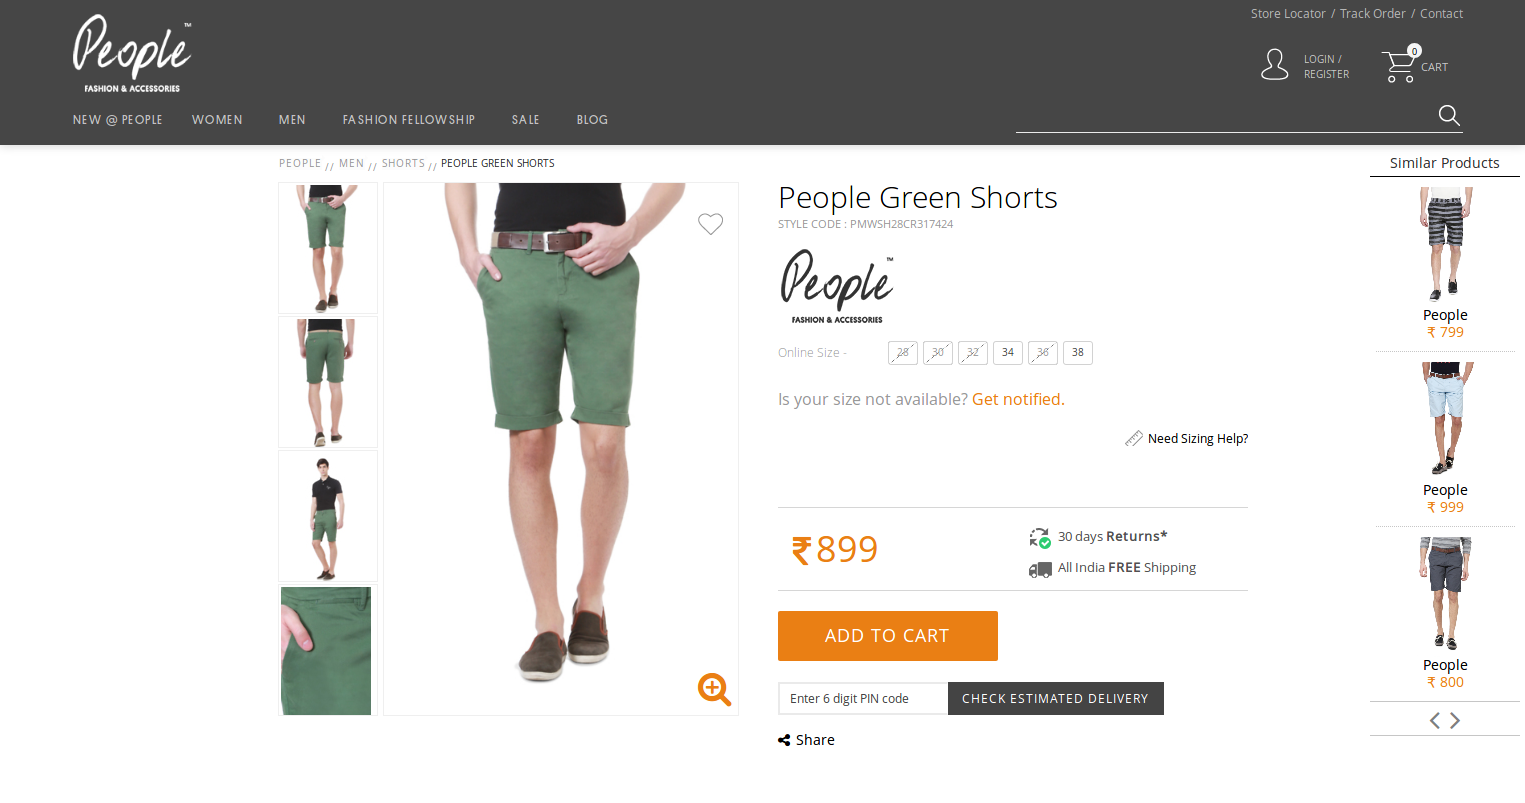 Store Locator / Track Order / Contact
People™
FASHION & ACCESSORIES
LOGIN /
REGISTER
0
CART
NEW @ PEOPLE
WOMEN
MEN
FASHION FELLOWSHIP
SALE
BLOG
PEOPLE // MEN // SHORTS // PEOPLE GREEN SHORTS
People Green Shorts
STYLE CODE : PMWSH28CR317424
People™
FASHION & ACCESSORIES
Online Size -
28 30 32 34 36 38
Is your size not available? Get notified.
Need Sizing Help?
₹ 899
30 days Returns*
All India FREE Shipping
ADD TO CART
Enter 6 digit PIN code
CHECK ESTIMATED DELIVERY
Share
Similar Products
People
₹ 799
People
₹ 999
People
₹ 800